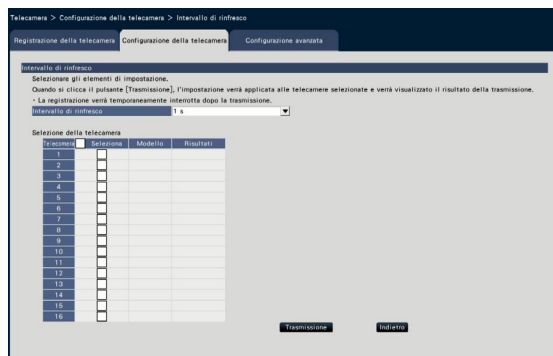 Telecamera > Configurazione della telecamera > Intervallo di rinfresco
Registrazione della telecamera
Configurazione della telecamera
Configurazione avanzata
Intervallo di rinfresco
Selezionare gli elementi di impostazione.
Quando si clicca il pulsante [Trasmissione], l'impostazione verrà applicata alle telecamere selezionate e verrà visualizzato il risultato della trasmissione.
• La registrazione verrà temporaneamente interrotta dopo la trasmissione.
Intervallo di rinfresco 1 s
Selezione della telecamera
Telecamera Seleziona Modello Risultati
1
2
3
4
5
6
7
8
9
10
11
12
13
14
15
16
Trasmissione Indietro